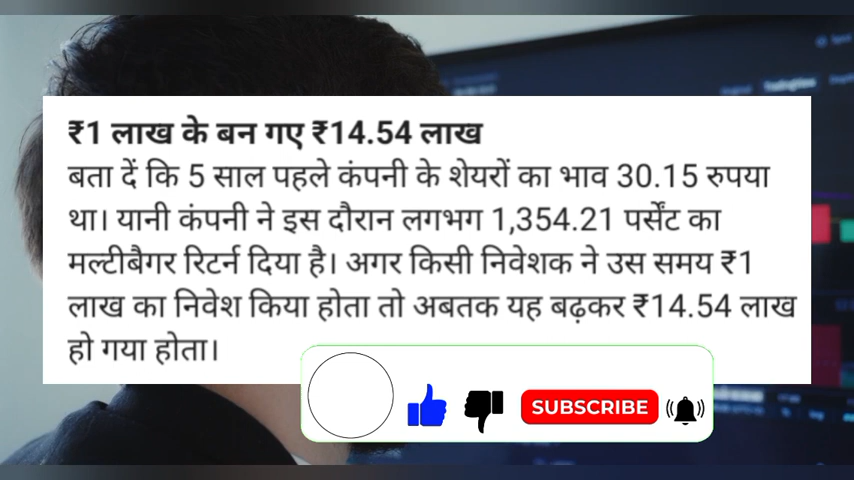 ₹1 लाख के बन गए ₹14.54 लाख
बता दें कि 5 साल पहले कंपनी के शेयरों का भाव 30.15 रुपया
था। यानी कंपनी ने इस दौरान लगभग 1,354.21 पर्सेंट का
मल्टीबैगर रिटर्न दिया है। अगर किसी निवेशक ने उस समय ₹1
लाख का निवेश किया होता तो अबतक यह बढ़कर ₹14.54 लाख
हो गया होता।
SUBSCRIBE